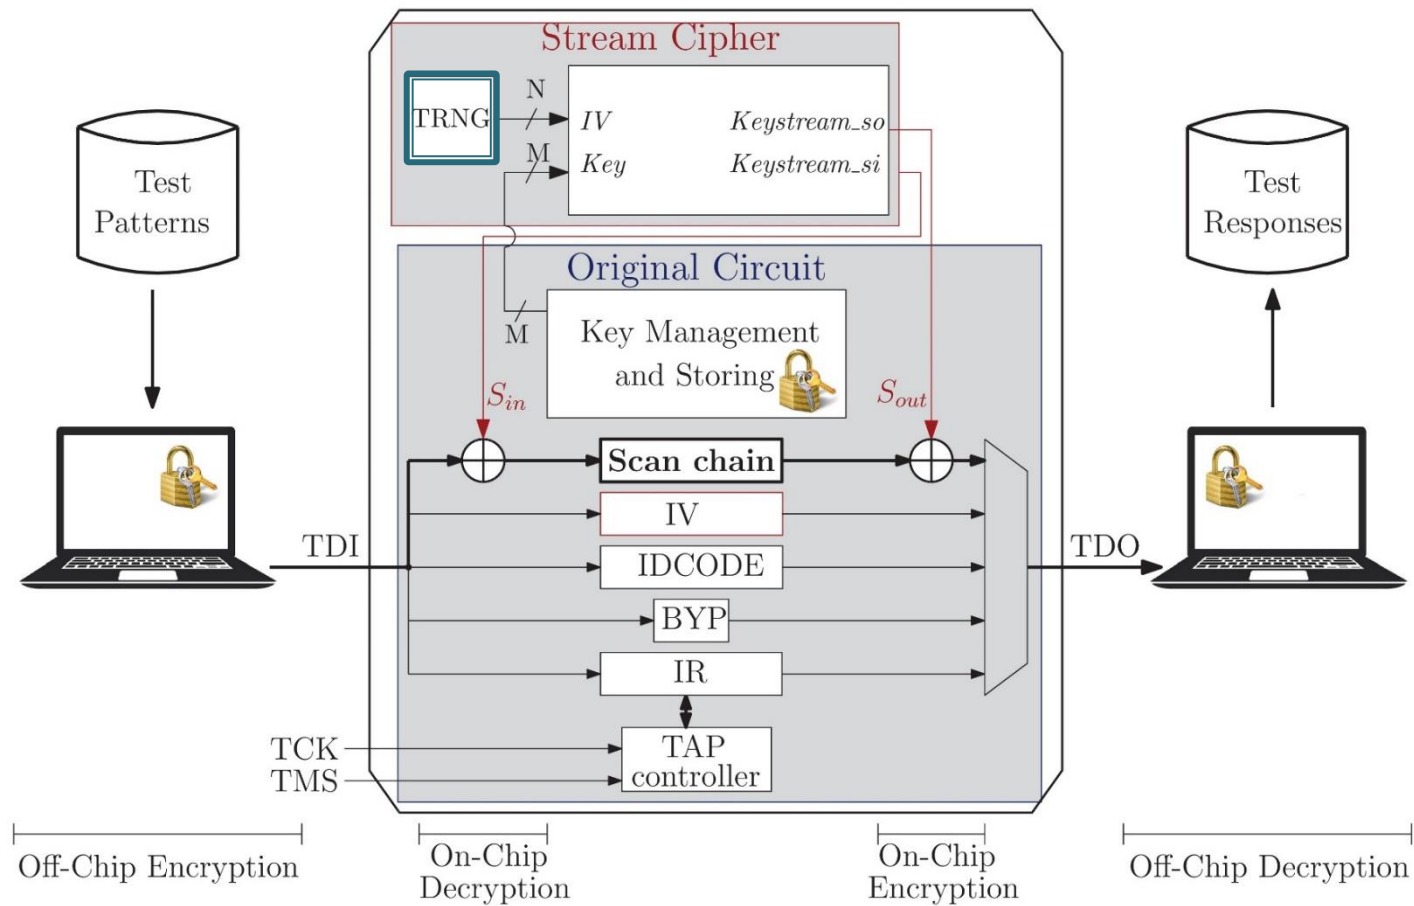 Stream Cipher
TRNG
N
IV
Keystream_so
M
Key
Keystream_si
Test
Patterns
Test
Responses
Original Circuit
M
Key Management
and Storing
S_in
S_out
Scan chain
IV
TDI
IDCODE
TDO
BYP
IR
TCK
TMS
TAP
controller
Off-Chip Encryption
On-Chip
Decryption
On-Chip
Encryption
Off-Chip Decryption